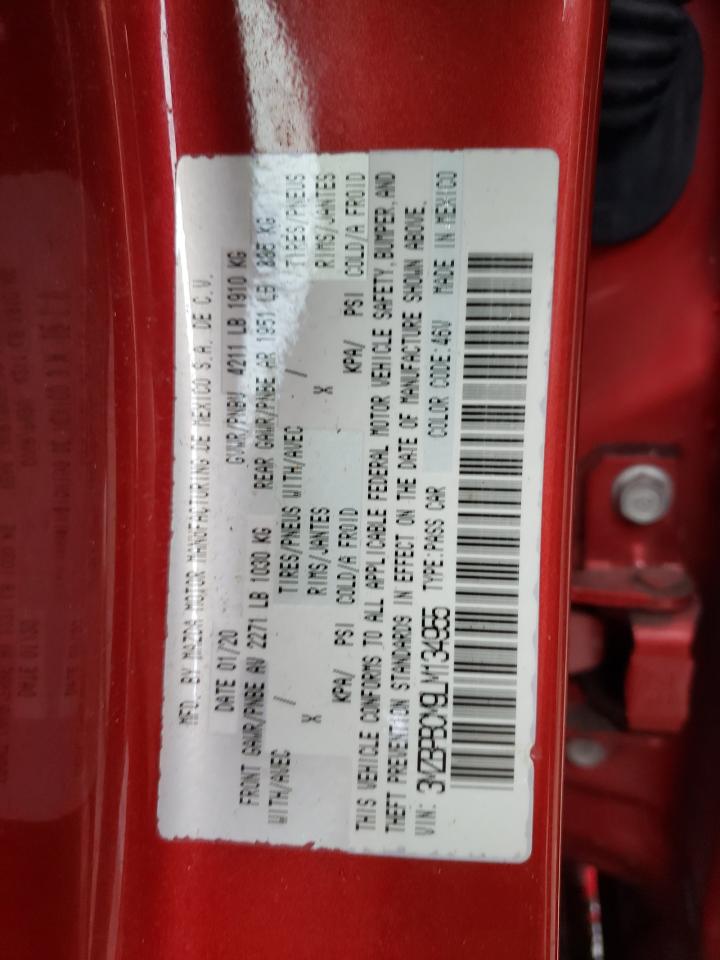 MFD. BY MAZDA MOTOR MANUFACTURING DE MEXICO S.A. DE C.V.
DATE 01/20 GVWR/PNBV 4211 LB 1910 KG
FRONT GAWR/PNBE AV 2271 LB 1030 KG REAR GAWR/PNBE AR 1951 LB 885 KG
WITH/AVEC / TIRES/PNEUS WITH/AVEC / TIRES/PNEUS
X RIMS/JANTES X RIMS/JANTES
KPA/ PSI COLD/A FROID KPA/ PSI COLD/A FROID
THIS VEHICLE CONFORMS TO ALL APPLICABLE FEDERAL MOTOR VEHICLE SAFETY, BUMPER, AND
THEFT PREVENTION STANDARDS IN EFFECT ON THE DATE OF MANUFACTURE SHOWN ABOVE.
VIN: 3MZBPBCM9LM134955 TYPE:PASS CAR COLOR CODE:46V MADE IN MEXICO